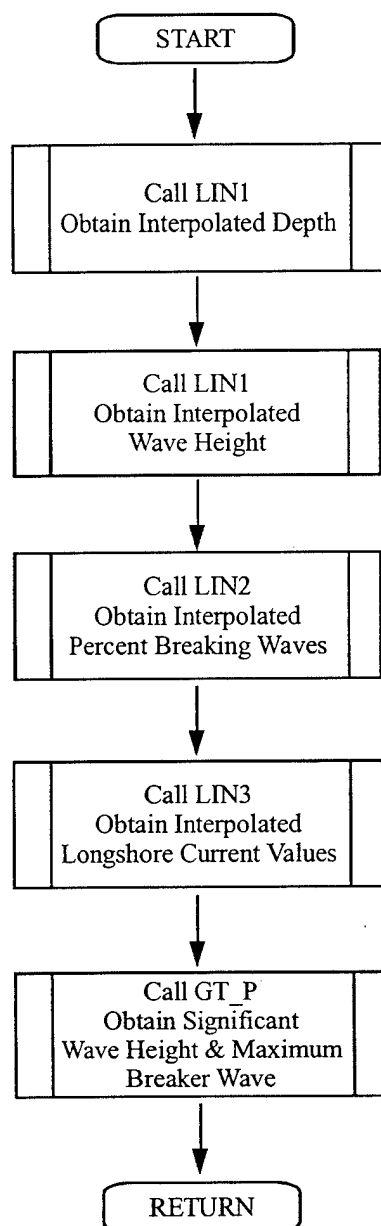 START
Call LIN1
Obtain Interpolated Depth
Call LIN1
Obtain Interpolated
Wave Height
Call LIN2
Obtain Interpolated
Percent Breaking Waves
Call LIN3
Obtain Interpolated
Longshore Current Values
Call GT_P
Obtain Significant
Wave Height & Maximum
Breaker Wave
RETURN